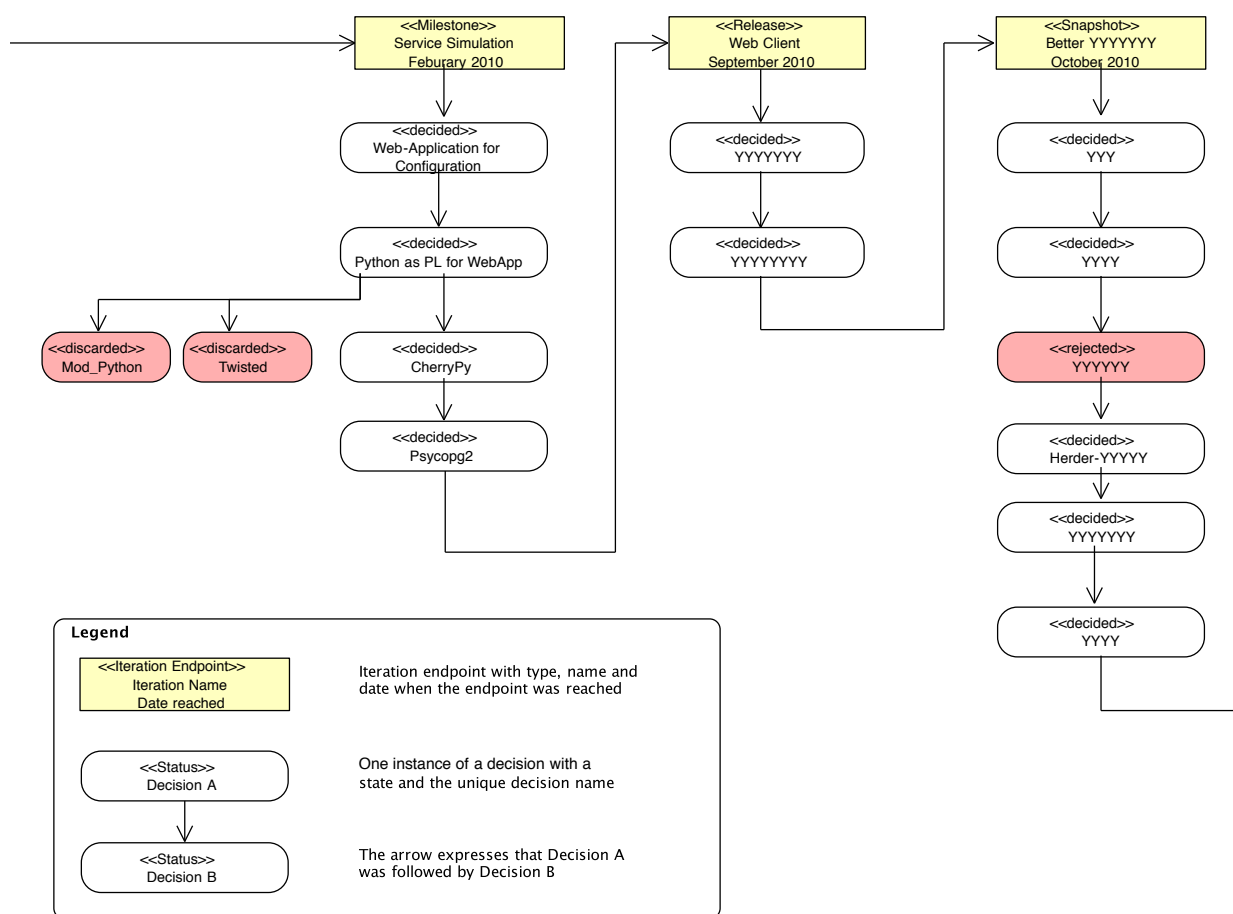 <<Milestone>>
Service Simulation
Feburary 2010
<<decided>>
Web-Application for
Configuration
<<decided>>
Python as PL for WebApp
<<discarded>>
Mod_Python
<<discarded>>
Twisted
<<decided>>
CherryPy
<<decided>>
Psycopg2
<<Release>>
Web Client
September 2010
<<decided>>
YYYYYYY
<<decided>>
YYYYYYYY
<<Snapshot>>
Better YYYYYYY
October 2010
<<decided>>
YYY
<<decided>>
YYYY
<<rejected>>
YYYYYY
<<decided>>
Herder-YYYYY
<<decided>>
YYYYYYY
<<decided>>
YYYY
Legend
<<Iteration Endpoint>>
Iteration Name
Date reached
Iteration endpoint with type, name and
date when the endpoint was reached
<<Status>>
Decision A
One instance of a decision with a
state and the unique decision name
<<Status>>
Decision B
The arrow expresses that Decision A
was followed by Decision B